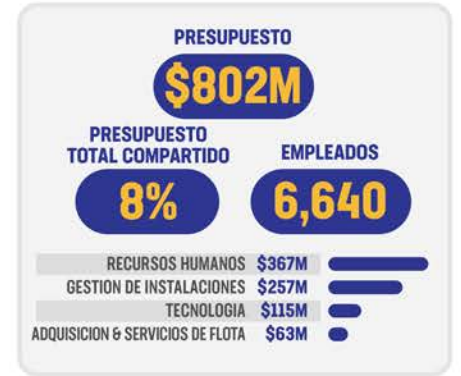 PRESUPUESTO
$802M
PRESUPUESTO
TOTAL COMPARTIDO
8%
EMPLEADOS
6,640
RECURSOS HUMANOS $367M
GESTION DE INSTALACIONES $257M
TECNOLOGIA $115M
ADQUISICION & SERVICIOS DE FLOTA $63M